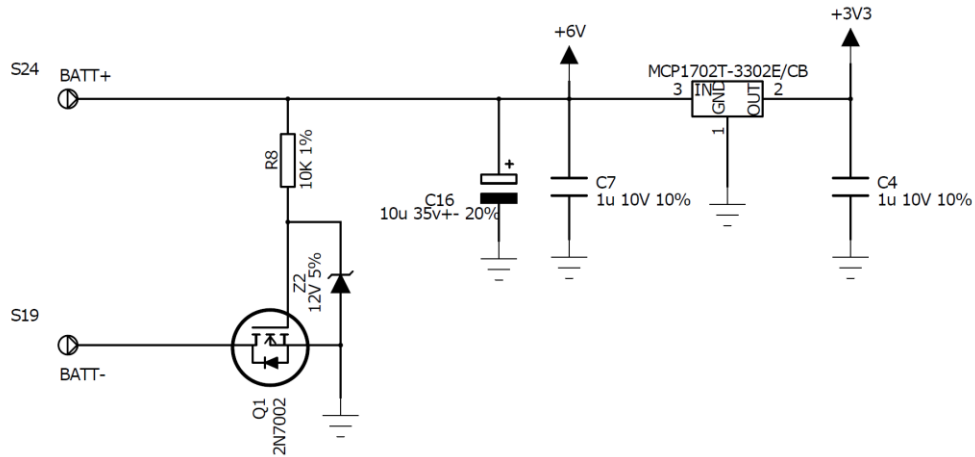 +6V
+3V3
S24
BATT+
MCP1702T-3302E/CB
3 IN GND OUT 2
1
R8
10K 1%
+
C16
10u 35v+- 20%
C7
1u 10V 10%
C4
1u 10V 10%
Z2
12V 5%
S19
BATT-
Q1
2N7002